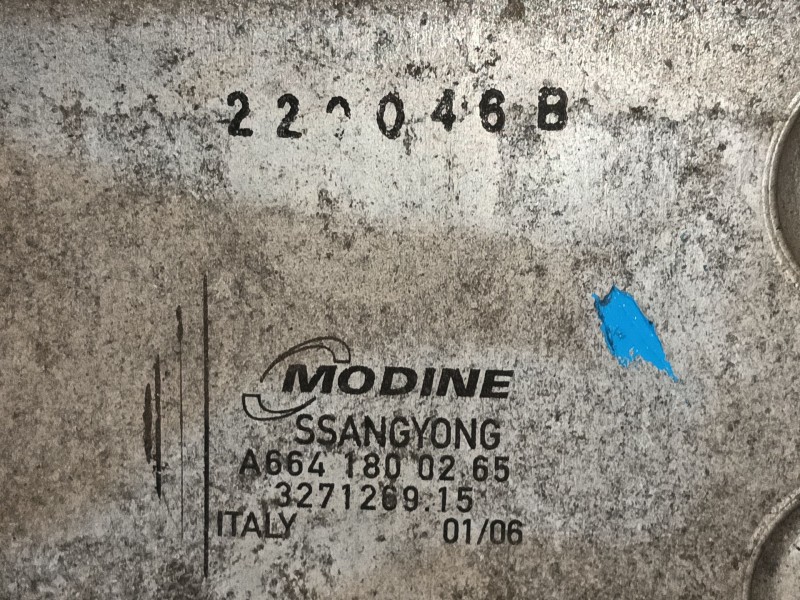 MODINE
SSANGYONG
A664 180 02 65
3271269.15
ITALY 01/06